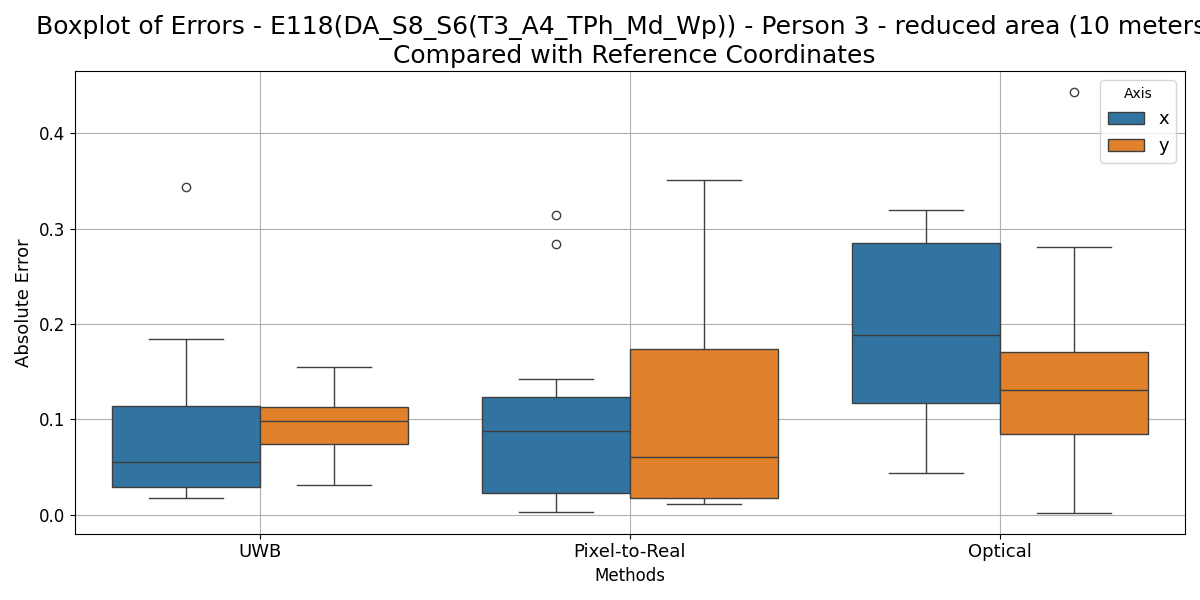 Boxplot of Errors - E118(DA_S8_S6(T3_A4_TPh_Md_Wp)) - Person 3 - reduced area (10 meters
Compared with Reference Coordinates
Axis
x
y
0.4
0.3
0.2
0.1
0.0
Absolute Error
UWB
Pixel-to-Real
Optical
Methods